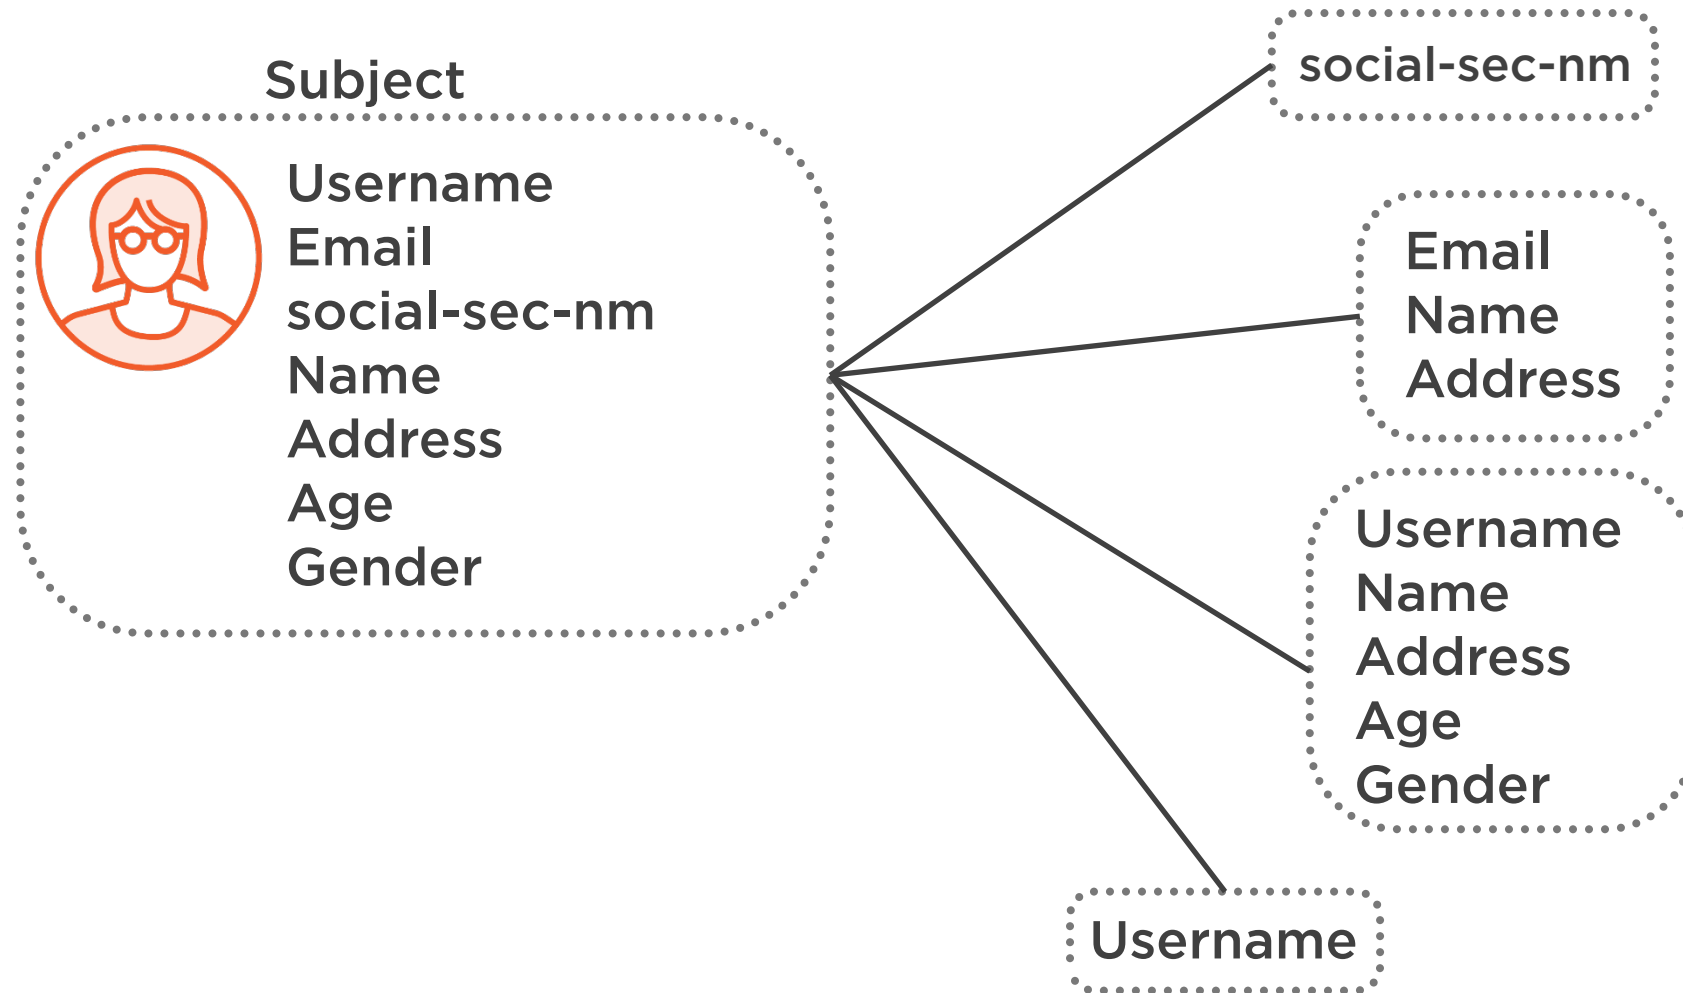 Subject
Username
Email
social-sec-nm
Name
Address
Age
Gender
social-sec-nm
Email
Name
Address
Username
Name
Address
Age
Gender
Username